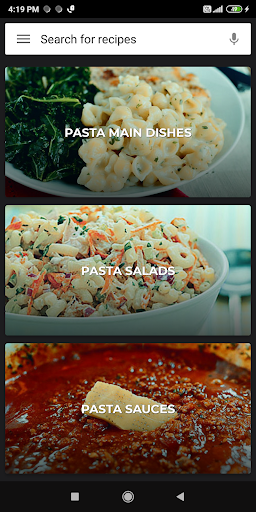 4:19 PM
Search for recipes
PASTA MAIN DISHES
PASTA SALADS
PASTA SAUCES